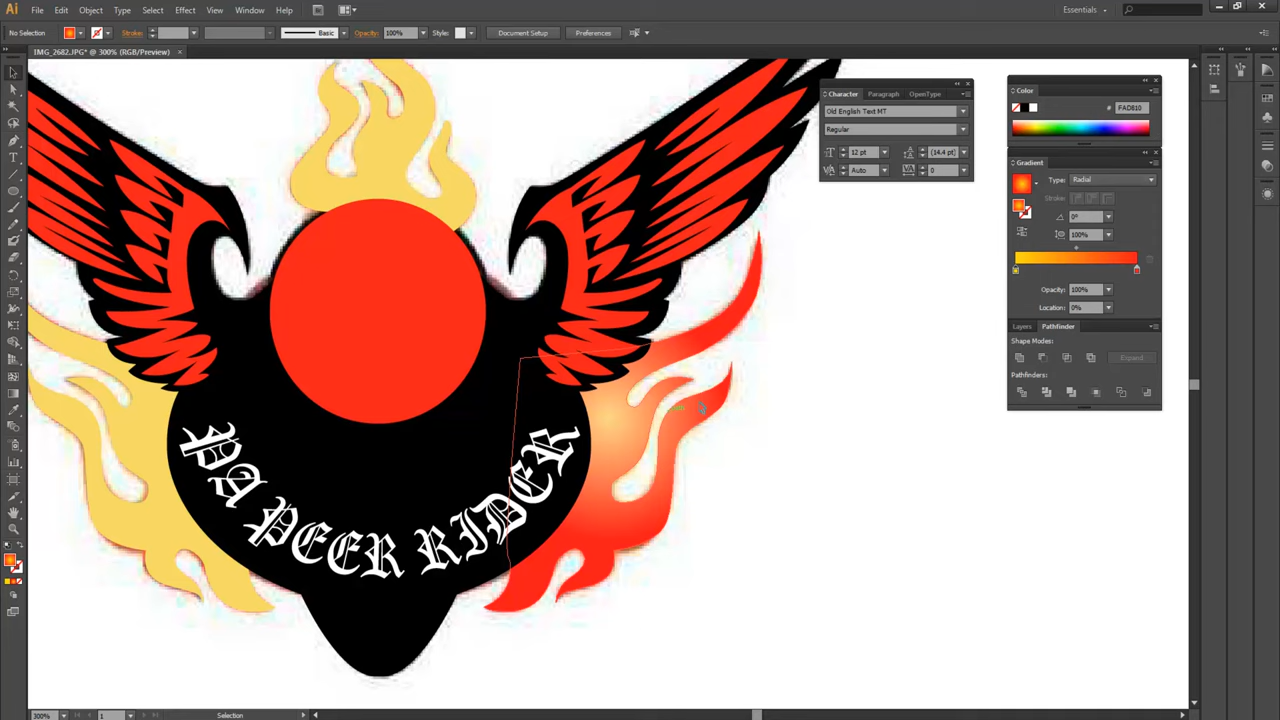 Ai
File
Edit
Object
Type
Select
Effect
View
Window
Help
Br
Essentials
No Selection
Stroke:
Basic
Opacity:
100%
Style:
Document Setup
Preferences
IMG_2682.JPG* @ 300% (RGB/Preview)
Character
Paragraph
OpenType
Old English Text MT
Regular
12 pt
(14.4 pt)
Auto
0
Color
# FAD810
Gradient
Type:
Radial
Stroke:
0°
100%
Opacity:
100%
Location:
0%
Layers
Pathfinder
Shape Modes:
Expand
Pathfinders:
PA PEER RIDER
300%
1
Selection